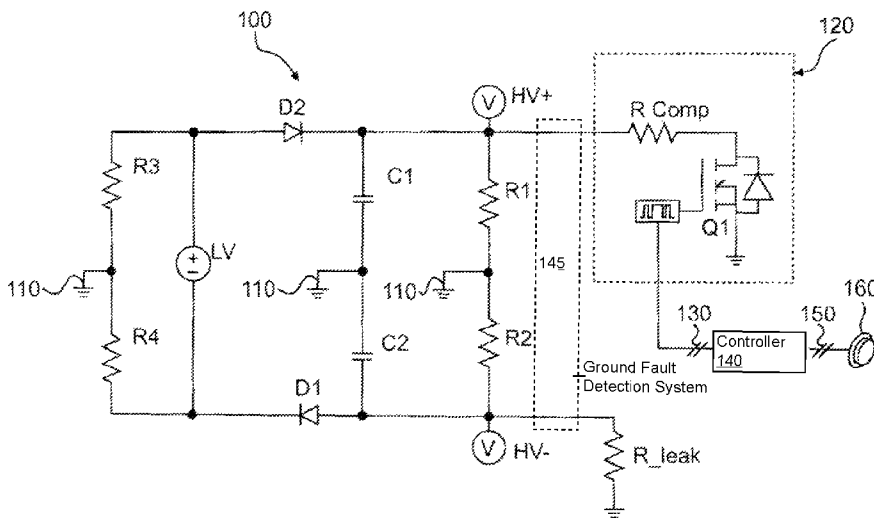 100
120
HV+
D2
R Comp
V
R3
C1
R1
Q1
LV
145
110
110
110
160
130
150
R4
C2
R2
Controller
140
Ground Fault
Detection System
D1
V
HV-
R_leak